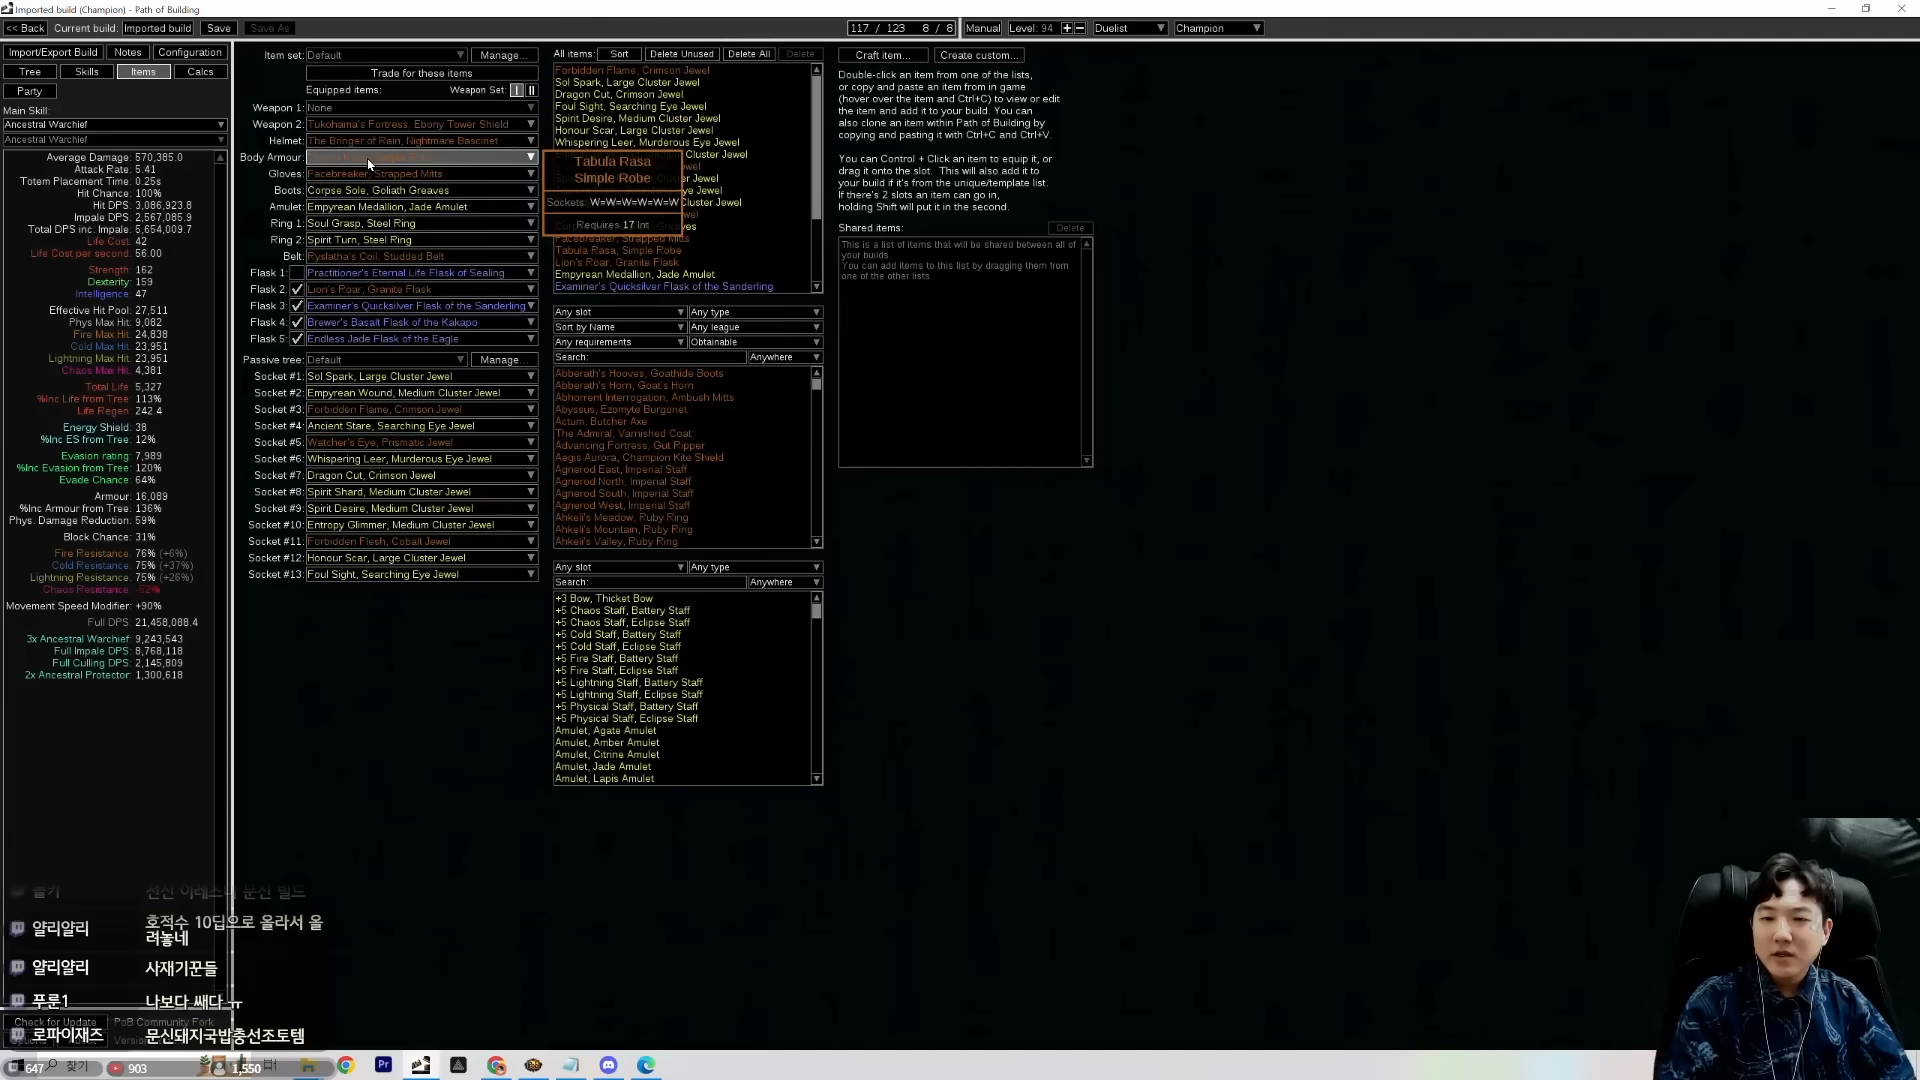 Imported build (Champion) - Path of Building
<< Back
Current build:
Imported build
Save
Save As
117 / 123 8 / 8
Manual
Level: 94
Duelist
Champion
Import/Export Build
Notes
Configuration
Tree
Skills
Items
Calcs
Party
Main Skill:
Ancestral Warchief
Ancestral Warchief
Average Damage: 570,385.0
Attack Rate: 5.41
Totem Placement Time: 0.25s
Hit Chance: 100%
Hit DPS: 3,086,923.8
Impale DPS: 2,567,085.9
Total DPS inc. Impale: 5,654,009.7
Life Cost: 42
Life Cost per second: 56.00
Strength: 162
Dexterity: 159
Intelligence: 47
Effective Hit Pool: 27,511
Phys Max Hit: 9,082
Fire Max Hit: 24,838
Cold Max Hit: 23,951
Lightning Max Hit: 23,951
Chaos Max Hit: 4,381
Total Life: 5,327
%Inc Life from Tree: 113%
Life Regen: 242.4
Energy Shield: 38
%Inc ES from Tree: 12%
Evasion rating: 7,989
%Inc Evasion from Tree: 120%
Evade Chance: 64%
Armour: 16,089
%Inc Armour from Tree: 136%
Phys. Damage Reduction: 59%
Block Chance: 31%
Fire Resistance: 76% (+6%)
Cold Resistance: 75% (+37%)
Lightning Resistance: 75% (+26%)
Chaos Resistance:
Movement Speed Modifier: +90%
Full DPS: 21,458,088.4
3x Ancestral Warchief: 9,243,543
Full Impale DPS: 8,768,118
Full Culling DPS: 2,145,809
2x Ancestral Protector: 1,300,618
Item set: Default
Manage...
Trade for these items
Equipped items:
Weapon Set: I II
Weapon 1: None
Weapon 2: Tukohama's Fortress, Ebony Tower Shield
Helmet: The Bringer of Rain, Nightmare Bascinet
Body Armour:
Gloves: Facebreaker, Strapped Mitts
Boots: Corpse Sole, Goliath Greaves
Amulet: Empyrean Medallion, Jade Amulet
Ring 1: Soul Grasp, Steel Ring
Ring 2: Spirit Turn, Steel Ring
Belt: Ryslatha's Coil, Studded Belt
Flask 1: Practitioner's Eternal Life Flask of Sealing
Flask 2: Lion's Roar, Granite Flask
Flask 3: Examiner's Quicksilver Flask of the Sanderling
Flask 4: Brewer's Basalt Flask of the Kakapo
Flask 5: Endless Jade Flask of the Eagle
Passive tree: Default
Manage...
Socket #1: Sol Spark, Large Cluster Jewel
Socket #2: Empyrean Wound, Medium Cluster Jewel
Socket #3: Forbidden Flame, Crimson Jewel
Socket #4: Ancient Stare, Searching Eye Jewel
Socket #5: Watcher's Eye, Prismatic Jewel
Socket #6: Whispering Leer, Murderous Eye Jewel
Socket #7: Dragon Cut, Crimson Jewel
Socket #8: Spirit Shard, Medium Cluster Jewel
Socket #9: Spirit Desire, Medium Cluster Jewel
Socket #10: Entropy Glimmer, Medium Cluster Jewel
Socket #11: Forbidden Flesh, Cobalt Jewel
Socket #12: Honour Scar, Large Cluster Jewel
Socket #13: Foul Sight, Searching Eye Jewel
All items:
Sort
Delete Unused
Delete All
Delete
Forbidden Flame, Crimson Jewel
Sol Spark, Large Cluster Jewel
Dragon Cut, Crimson Jewel
Foul Sight, Searching Eye Jewel
Spirit Desire, Medium Cluster Jewel
Honour Scar, Large Cluster Jewel
Whispering Leer, Murderous Eye Jewel
Cluster Jewel
Tabula Rasa
Simple Robe
Sockets: W=W=W=W=W=W
Requires 17 Int
Jewel
ye Jewel
Cluster Jewel
Facebreaker, Strapped Mitts
Tabula Rasa, Simple Robe
Lion's Roar, Granite Flask
Empyrean Medallion, Jade Amulet
Examiner's Quicksilver Flask of the Sanderling
Any slot
Any type
Sort by Name
Any league
Any requirements
Obtainable
Search:
Anywhere
Abberath's Hooves, Goathide Boots
Abberath's Horn, Goat's Horn
Abhorrent Interrogation, Ambush Mitts
Abyssus, Ezomyte Burgonet
Actum, Butcher Axe
The Admiral, Varnished Coat
Advancing Fortress, Gut Ripper
Aegis Aurora, Champion Kite Shield
Agnerod East, Imperial Staff
Agnerod North, Imperial Staff
Agnerod South, Imperial Staff
Agnerod West, Imperial Staff
Ahkeli's Meadow, Ruby Ring
Ahkeli's Mountain, Ruby Ring
Ahkeli's Valley, Ruby Ring
Any slot
Any type
Search:
Anywhere
+3 Bow, Thicket Bow
+5 Chaos Staff, Battery Staff
+5 Chaos Staff, Eclipse Staff
+5 Cold Staff, Battery Staff
+5 Cold Staff, Eclipse Staff
+5 Fire Staff, Battery Staff
+5 Fire Staff, Eclipse Staff
+5 Lightning Staff, Battery Staff
+5 Lightning Staff, Eclipse Staff
+5 Physical Staff, Battery Staff
+5 Physical Staff, Eclipse Staff
Amulet, Agate Amulet
Amulet, Amber Amulet
Amulet, Citrine Amulet
Amulet, Jade Amulet
Amulet, Lapis Amulet
Craft item...
Create custom...
Double-click an item from one of the lists,
or copy and paste an item from in game
(hover over the item and Ctrl+C) to view or edit
the item and add it to your build. You can
also clone an item within Path of Building by
copying and pasting it with Ctrl+C and Ctrl+V.
You can Control + Click an item to equip it, or
drag it onto the slot. This will also add it to
your build if it's from the unique/template list.
If there's 2 slots an item can go in,
holding Shift will put it in the second.
Shared items:
Delete
This is a list of items that will be shared between all of
your builds.
You can add items to this list by dragging them from
one of the other lists.
얄리얄리 호적수 10딥으로 올라서 올
려놓네
얄리얄리 사재기꾼들
푸룬1 나보다 쌔다 ㅠ
로파이재즈 문신돼지국밥충선조토템
Check for Update
PoB Community Fork
Options
Version
647
찾기
903
1,550
Pr